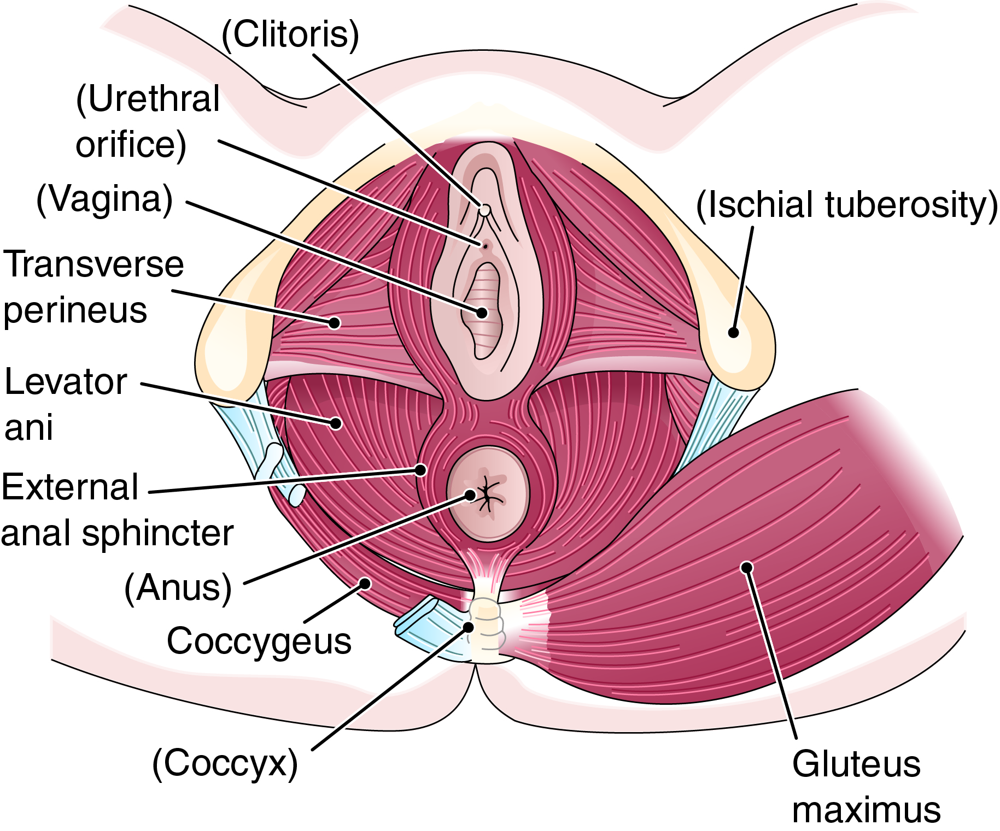 (Clitoris)
(Urethral
orifice)
(Vagina)
(Ischial tuberosity)
Transverse
perineus
Levator
ani
External
anal sphincter
(Anus)
Coccygeus
(Coccyx)
Gluteus
maximus